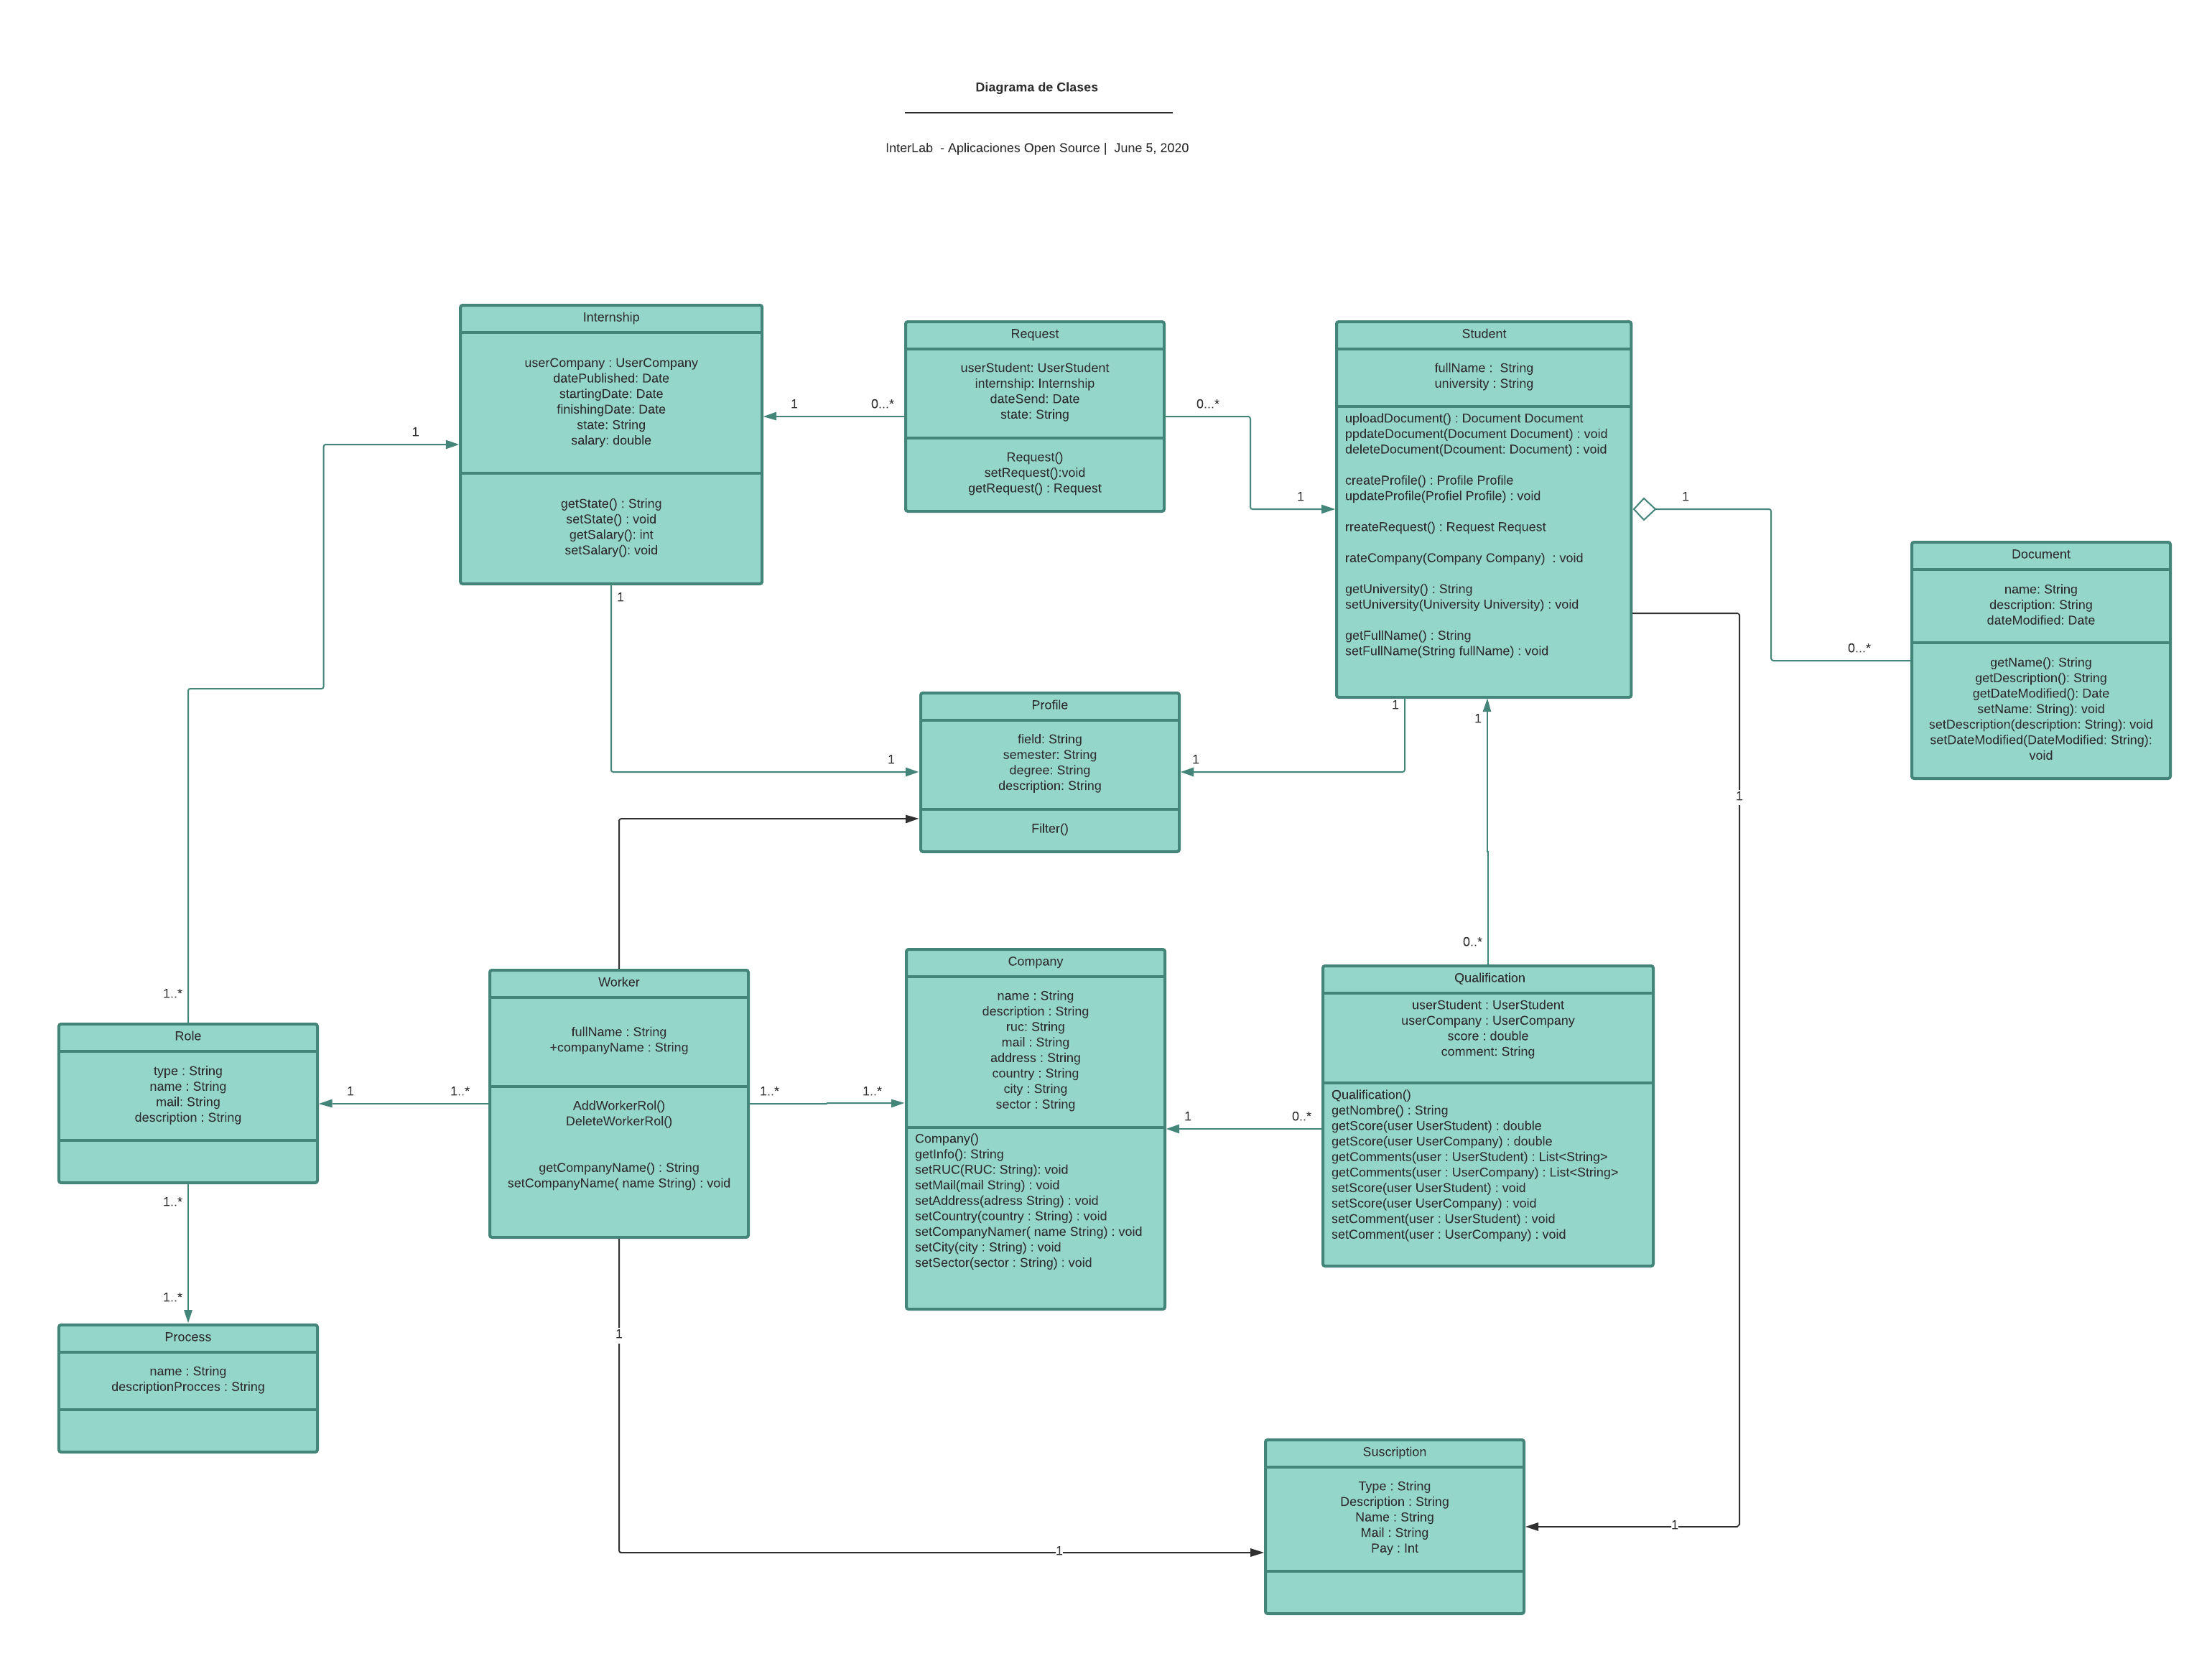 Diagrama de Clases
InterLab - Aplicaciones Open Source | June 5, 2020
Internship
userCompany : UserCompany
datePublished: Date
startingDate: Date
finishingDate: Date
state: String
salary: double
getState() : String
setState() : void
getSalary(): int
setSalary(): void
1
1
1
0...*
Request
userStudent: UserStudent
internship: Internship
dateSend: Date
state: String
Request()
setRequest():void
getRequest() : Request
0...*
1
Student
fullName : String
university : String
uploadDocument() : Document Document
ppdateDocument(Document Document) : void
deleteDocument(Dcoument: Document) : void
createProfile() : Profile Profile
updateProfile(Profiel Profile) : void
rreateRequest() : Request Request
rateCompany(Company Company) : void
getUniversity() : String
setUniversity(University University) : void
getFullName() : String
setFullName(String fullName) : void
1
0...*
Document
name: String
description: String
dateModified: Date
getName(): String
getDescription(): String
getDateModified(): Date
setName: String): void
setDescription(description: String): void
setDateModified(DateModified: String):
void
Profile
field: String
semester: String
degree: String
description: String
Filter()
1
1
1
1
1
0..*
1..*
Role
type : String
name : String
mail: String
description : String
1
1..*
Worker
fullName : String
+companyName : String
AddWorkerRol()
DeleteWorkerRol()
getCompanyName() : String
setCompanyName( name String) : void
1..*
1..*
Company
name : String
description : String
ruc: String
mail : String
address : String
country : String
city : String
sector : String
Company()
getInfo(): String
setRUC(RUC: String): void
setMail(mail String) : void
setAddress(adress String) : void
setCountry(country : String) : void
setCompanyNamer( name String) : void
setCity(city : String) : void
setSector(sector : String) : void
1
0..*
Qualification
userStudent : UserStudent
userCompany : UserCompany
score : double
comment: String
Qualification()
getNombre() : String
getScore(user UserStudent) : double
getScore(user UserCompany) : double
getComments(user : UserStudent) : List<String>
getComments(user : UserCompany) : List<String>
setScore(user UserStudent) : void
setScore(user UserCompany) : void
setComment(user : UserStudent) : void
setComment(user : UserCompany) : void
1..*
1..*
Process
name : String
descriptionProcces : String
1
1
1
Suscription
Type : String
Description : String
Name : String
Mail : String
Pay : Int